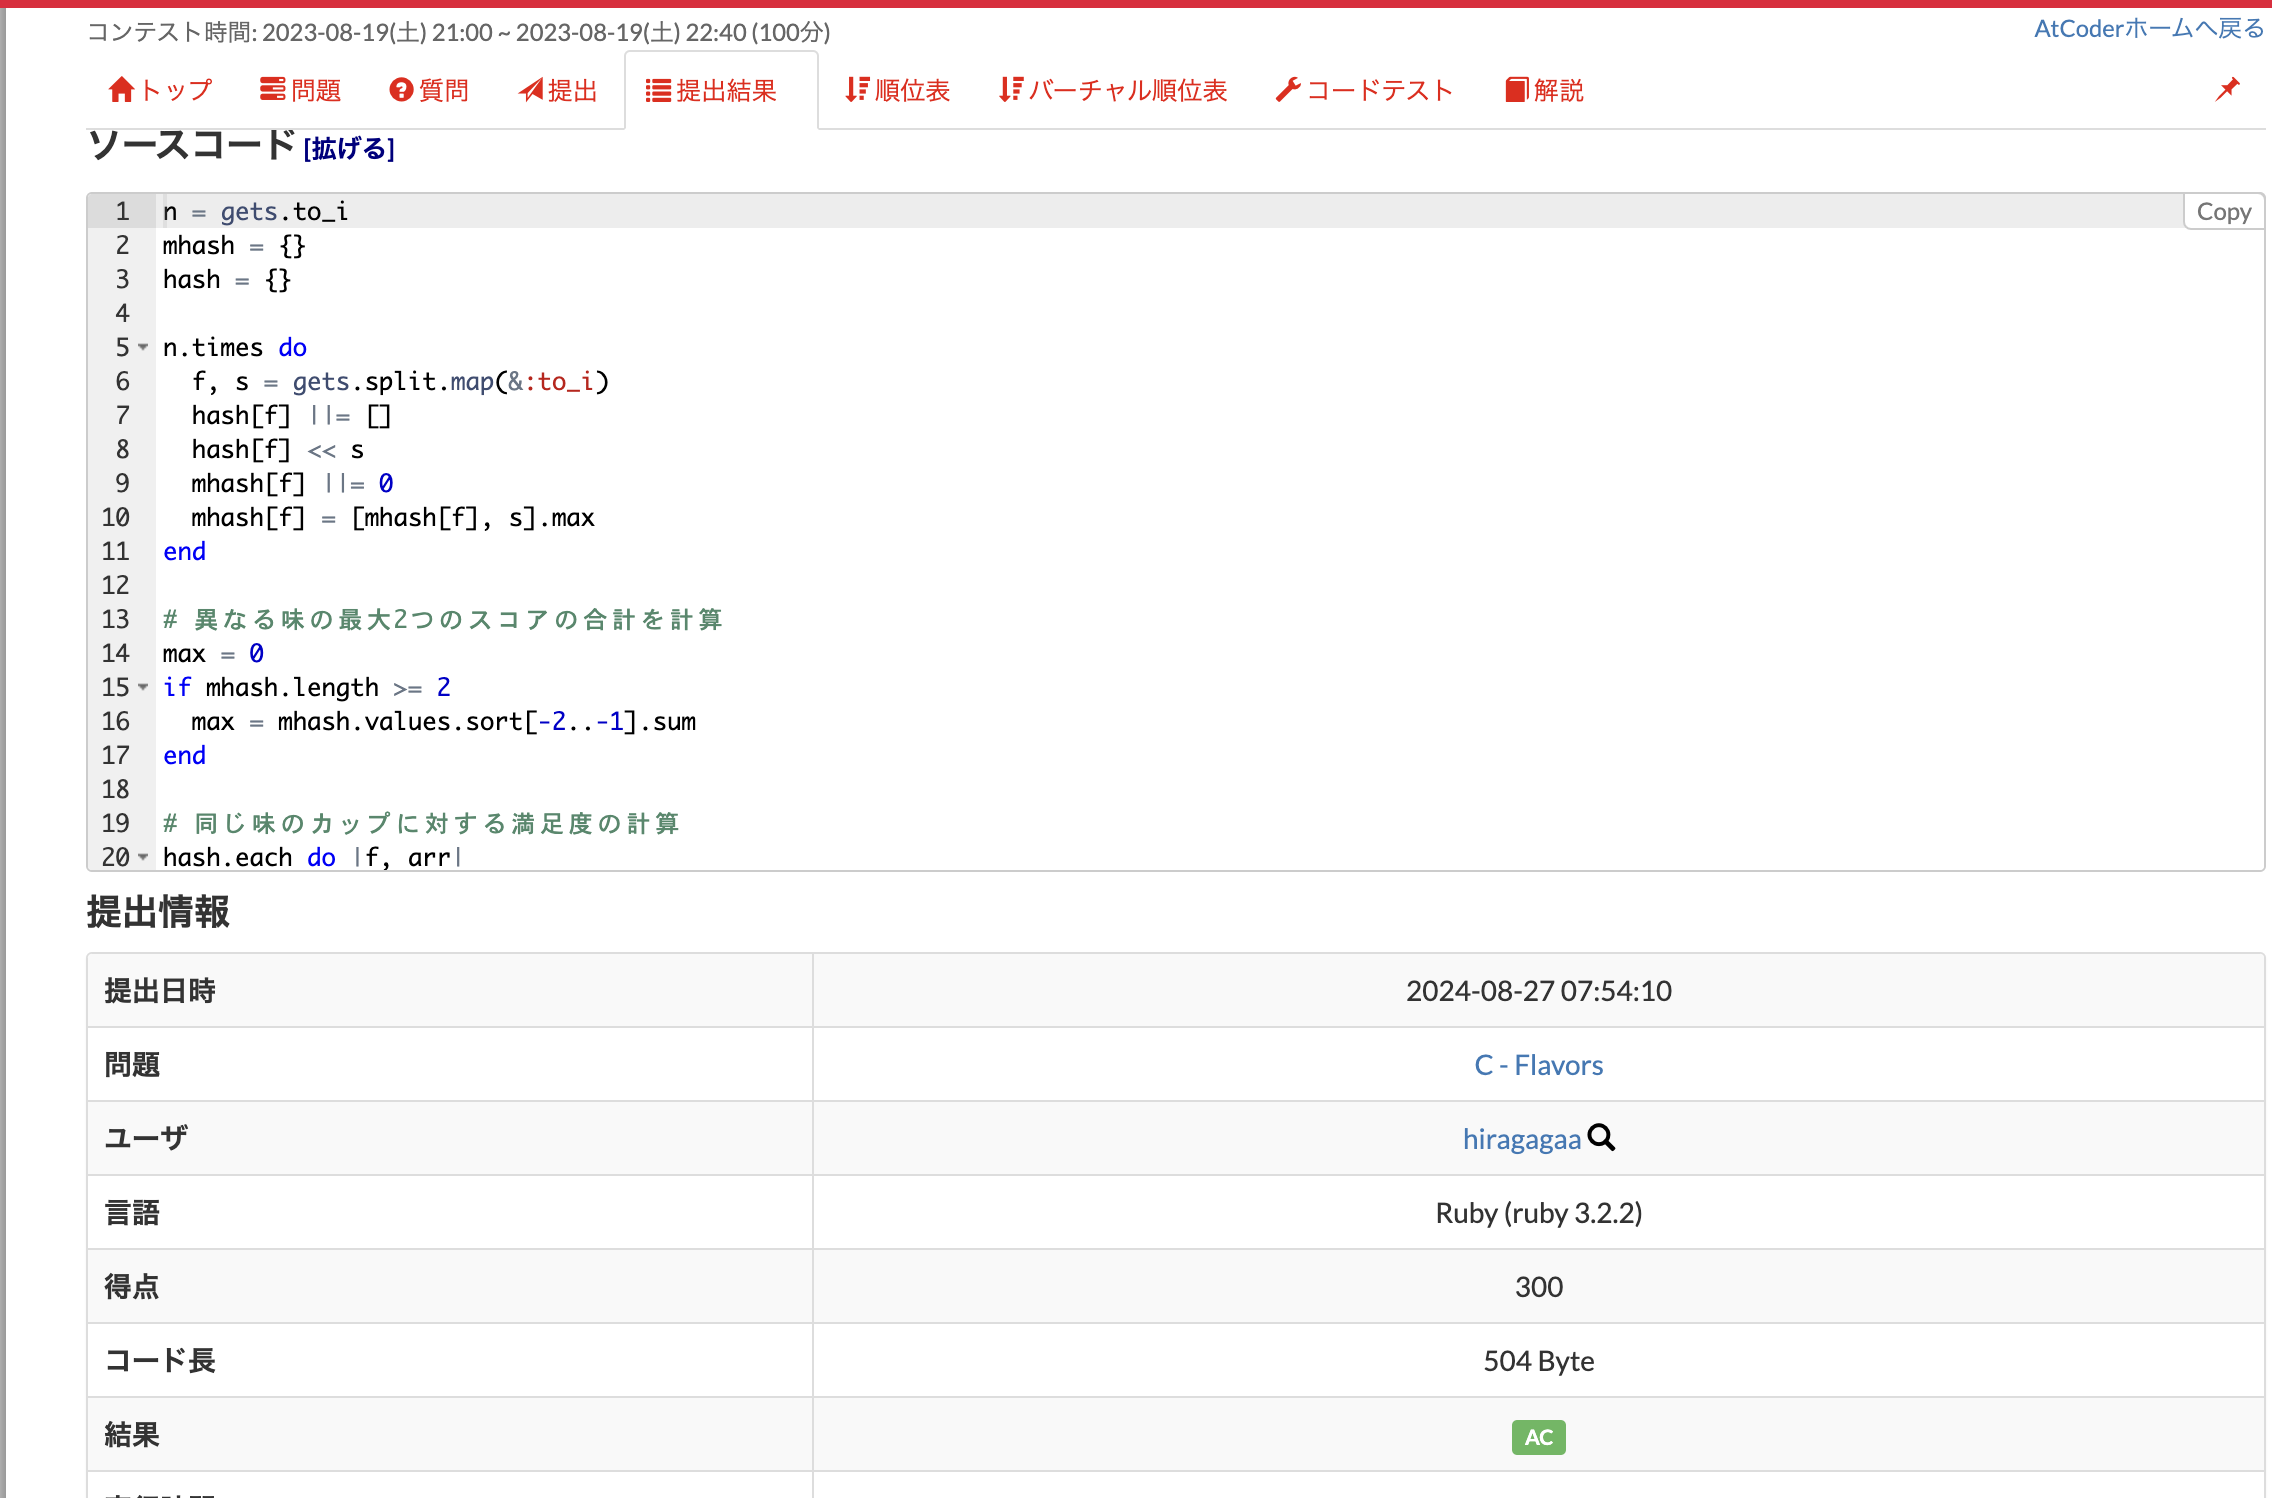 コンテスト時間: 2023-08-19(土) 21:00 ~ 2023-08-19(土) 22:40 (100分)
AtCoderホームへ戻る
トップ 問題 質問 提出 提出結果 順位表 バーチャル順位表 コードテスト 解説
ソースコード [拡げる]
Copy
1 n = gets.to_i
2 mhash = {}
3 hash = {}
4
5 n.times do
6   f, s = gets.split.map(&:to_i)
7   hash[f] ||= []
8   hash[f] << s
9   mhash[f] ||= 0
10   mhash[f] = [mhash[f], s].max
11 end
12
13 # 異なる味の最大2つのスコアの合計を計算
14 max = 0
15 if mhash.length >= 2
16   max = mhash.values.sort[-2..-1].sum
17 end
18
19 # 同じ味のカップに対する満足度の計算
20 hash.each do |f, arr|
提出情報
提出日時 2024-08-27 07:54:10
問題 C - Flavors
ユーザ hiragagaa
言語 Ruby (ruby 3.2.2)
得点 300
コード長 504 Byte
結果 AC